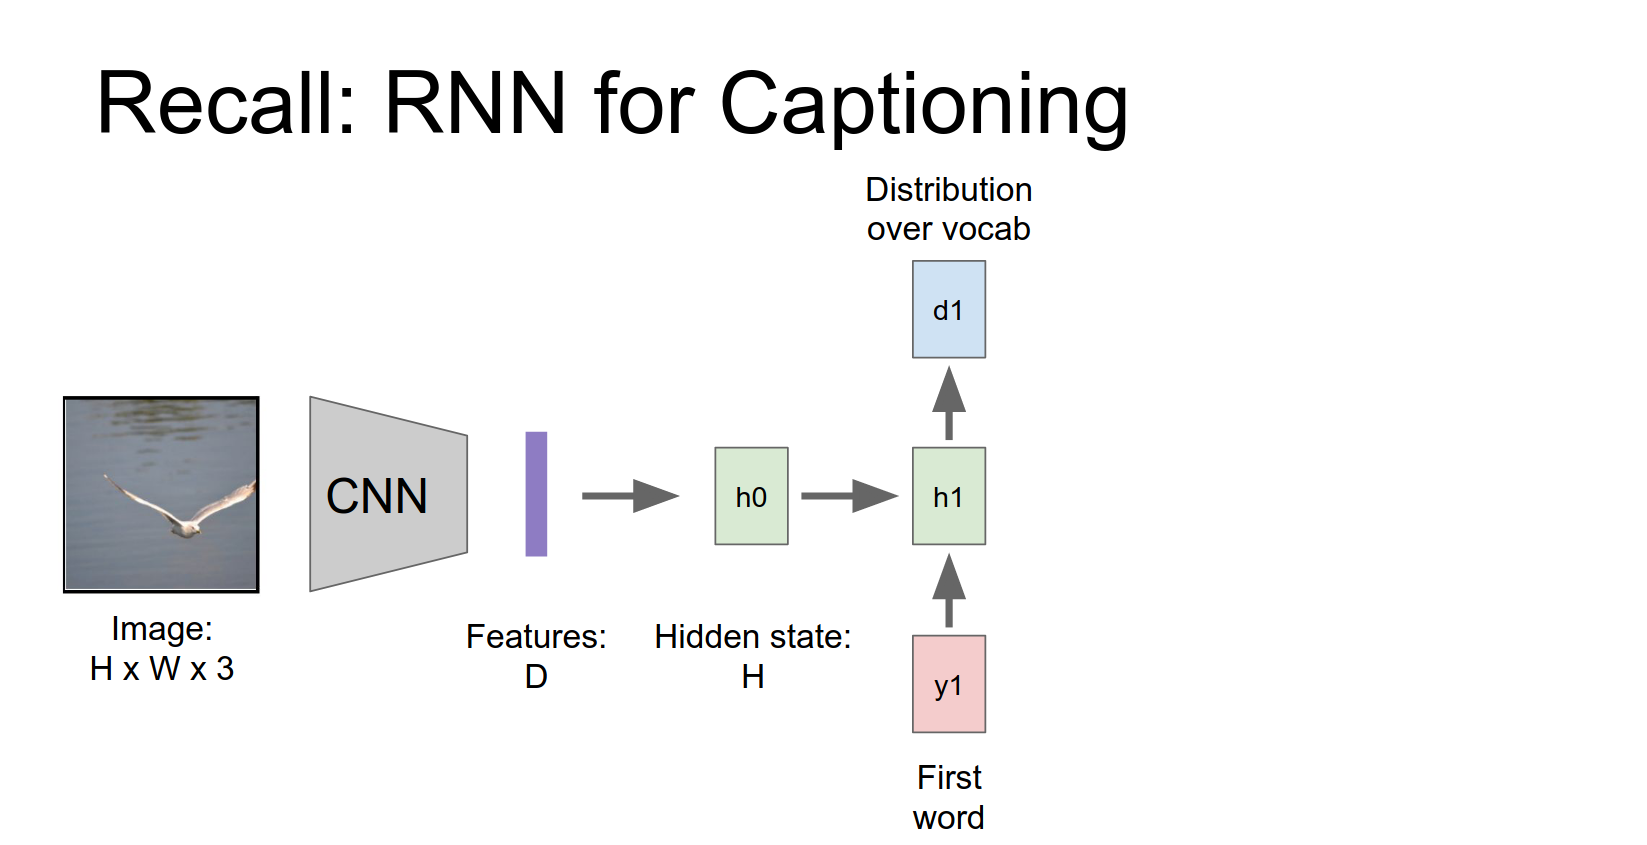 Recall: RNN for Captioning
Distribution
over vocab
d1
CNN
h0
h1
Image:
H x W x 3
Features:
D
Hidden state:
H
y1
First
word